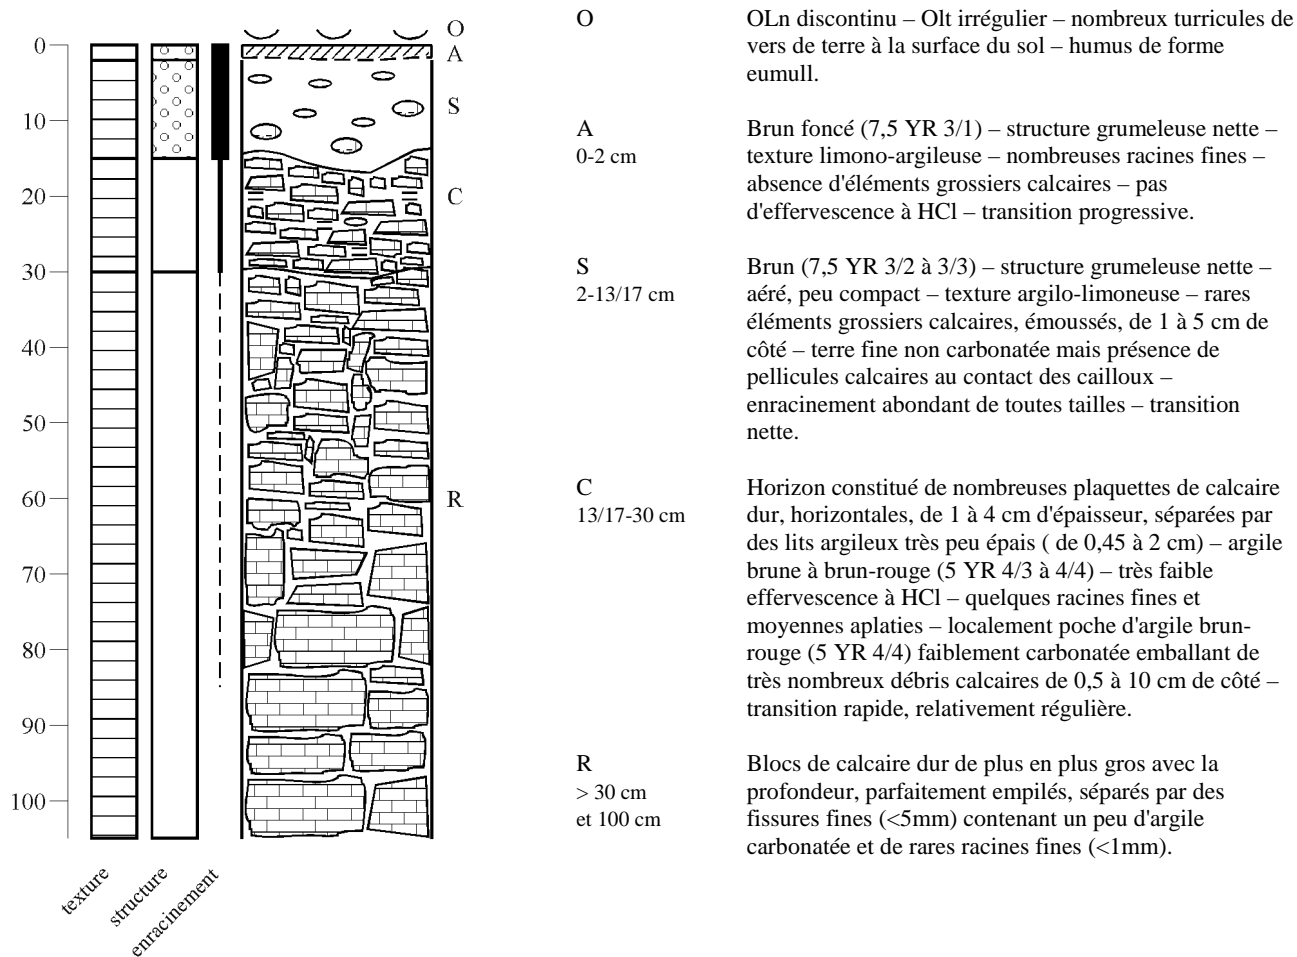 0
10
20
30
40
50
60
70
80
90
100
texture
structure
enracinement
O
A
S
C
R
O
OLn discontinu – Olt irrégulier – nombreux turricules de
vers de terre à la surface du sol – humus de forme
eumull.
A
0-2 cm
Brun foncé (7,5 YR 3/1) – structure grumeleuse nette –
texture limono-argileuse – nombreuses racines fines –
absence d'éléments grossiers calcaires – pas
d'effervescence à HCl – transition progressive.
S
2-13/17 cm
Brun (7,5 YR 3/2 à 3/3) – structure grumeleuse nette –
aéré, peu compact – texture argilo-limoneuse – rares
éléments grossiers calcaires, émoussés, de 1 à 5 cm de
côté – terre fine non carbonatée mais présence de
pellicules calcaires au contact des cailloux –
enracinement abondant de toutes tailles – transition
nette.
C
13/17-30 cm
Horizon constitué de nombreuses plaquettes de calcaire
dur, horizontales, de 1 à 4 cm d'épaisseur, séparées par
des lits argileux très peu épais ( de 0,45 à 2 cm) – argile
brune à brun-rouge (5 YR 4/3 à 4/4) – très faible
effervescence à HCl – quelques racines fines et
moyennes aplaties – localement poche d'argile brun-
rouge (5 YR 4/4) faiblement carbonatée emballant de
très nombreux débris calcaires de 0,5 à 10 cm de côté –
transition rapide, relativement régulière.
R
> 30 cm
et 100 cm
Blocs de calcaire dur de plus en plus gros avec la
profondeur, parfaitement empilés, séparés par des
fissures fines (<5mm) contenant un peu d'argile
carbonatée et de rares racines fines (<1mm).